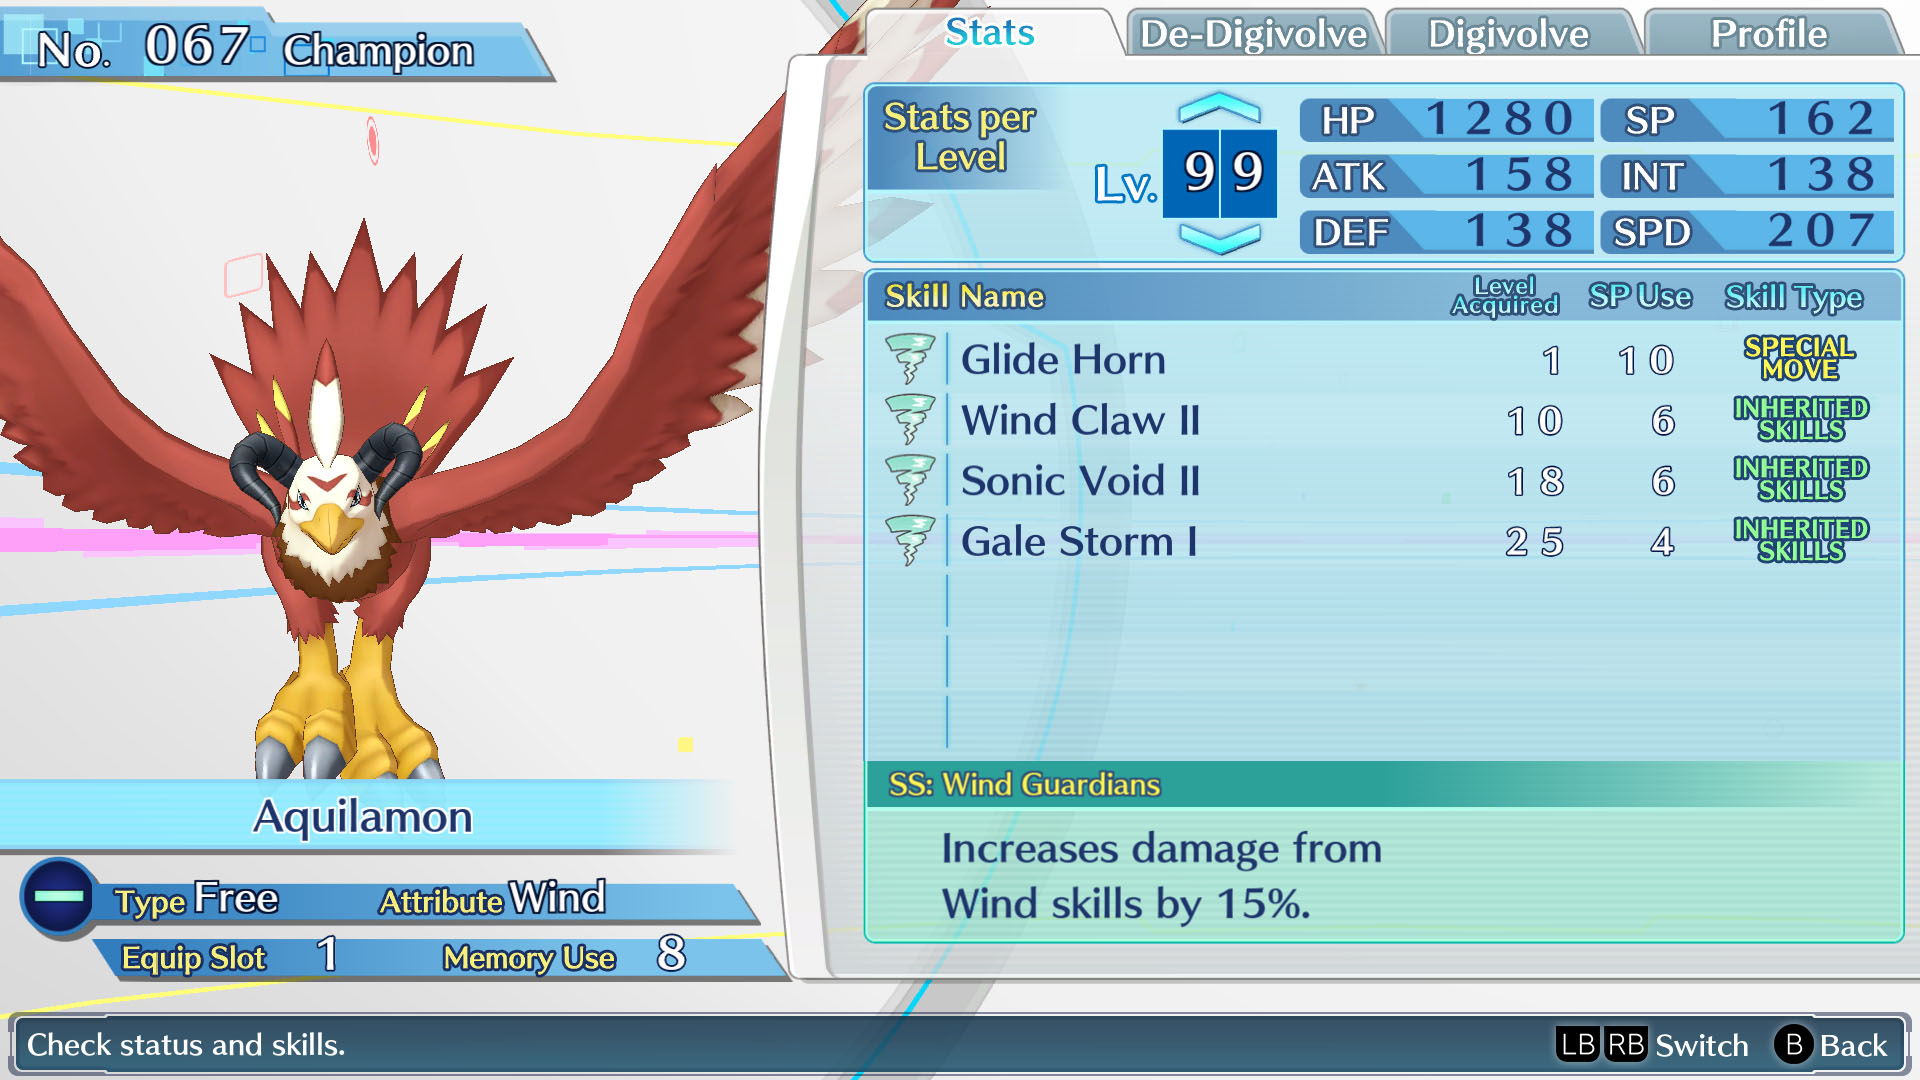 No. 067 Champion
Stats De-Digivolve Digivolve Profile
Stats per
Level
Lv. 99
HP 1280 SP 162
ATK 158 INT 138
DEF 138 SPD 207
Skill Name Level Acquired SP Use Skill Type
Glide Horn 1 10 SPECIAL MOVE
Wind Claw II 10 6 INHERITED SKILLS
Sonic Void II 18 6 INHERITED SKILLS
Gale Storm I 25 4 INHERITED SKILLS
SS: Wind Guardians
Increases damage from
Wind skills by 15%.
Aquilamon
Type Free Attribute Wind
Equip Slot 1 Memory Use 8
Check status and skills.
LB RB Switch B Back